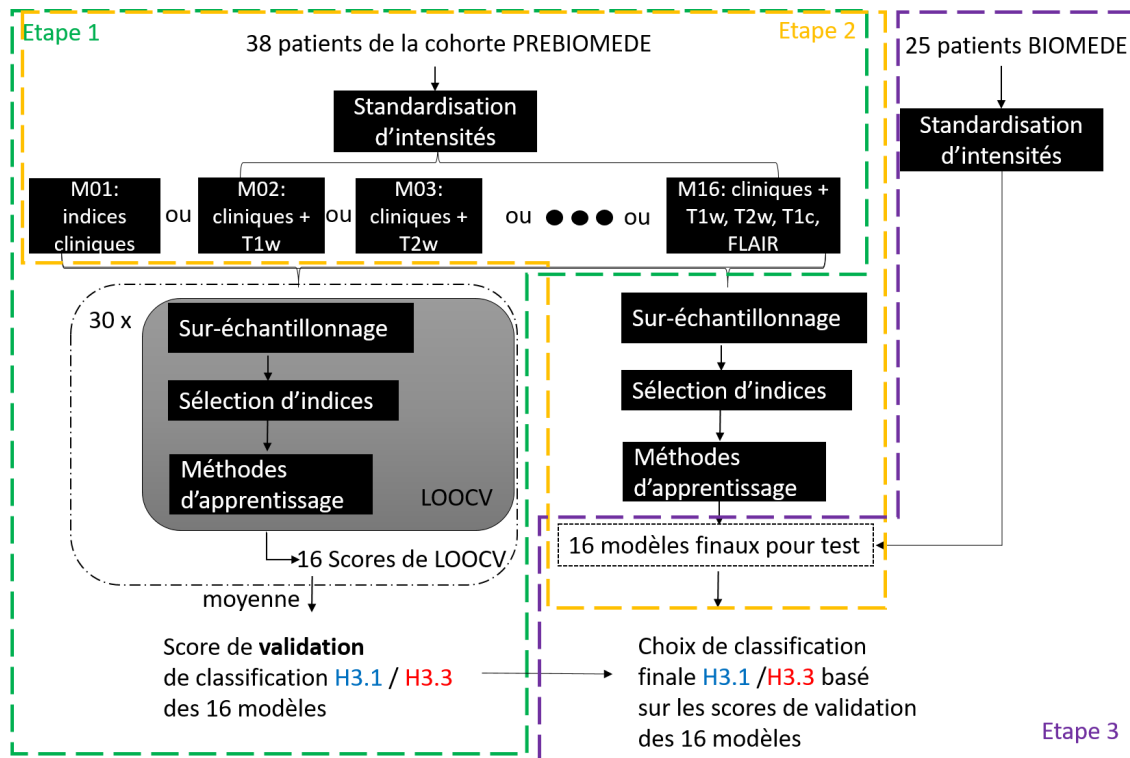 Etape 1
Etape 2
38 patients de la cohorte PREBIOMEDE
25 patients BIOMEDE
Standardisation
d'intensités
Standardisation
d'intensités
M01:
indices
cliniques
ou
M02:
cliniques +
T1w
ou
M03:
cliniques +
T2w
ou
ou
M16: cliniques +
T1w, T2w, T1c,
FLAIR
30 x
Sur-échantillonnage
Sélection d'indices
Méthodes
d'apprentissage
LOOCV
16 Scores de LOOCV
moyenne
Score de validation
de classification H3.1 / H3.3
des 16 modèles
Sur-échantillonnage
Sélection d'indices
Méthodes
d'apprentissage
16 modèles finaux pour test
Choix de classification
finale H3.1 /H3.3 basé
sur les scores de validation
des 16 modèles
Etape 3